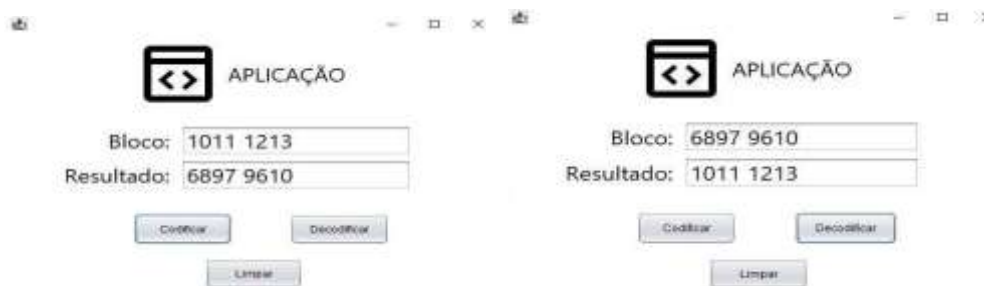 APLICAÇÃO
Bloco: 1011 1213
Resultado: 6897 9610
Codificar Decodificar
Limpar
APLICAÇÃO
Bloco: 6897 9610
Resultado: 1011 1213
Codificar Decodificar
Limpar